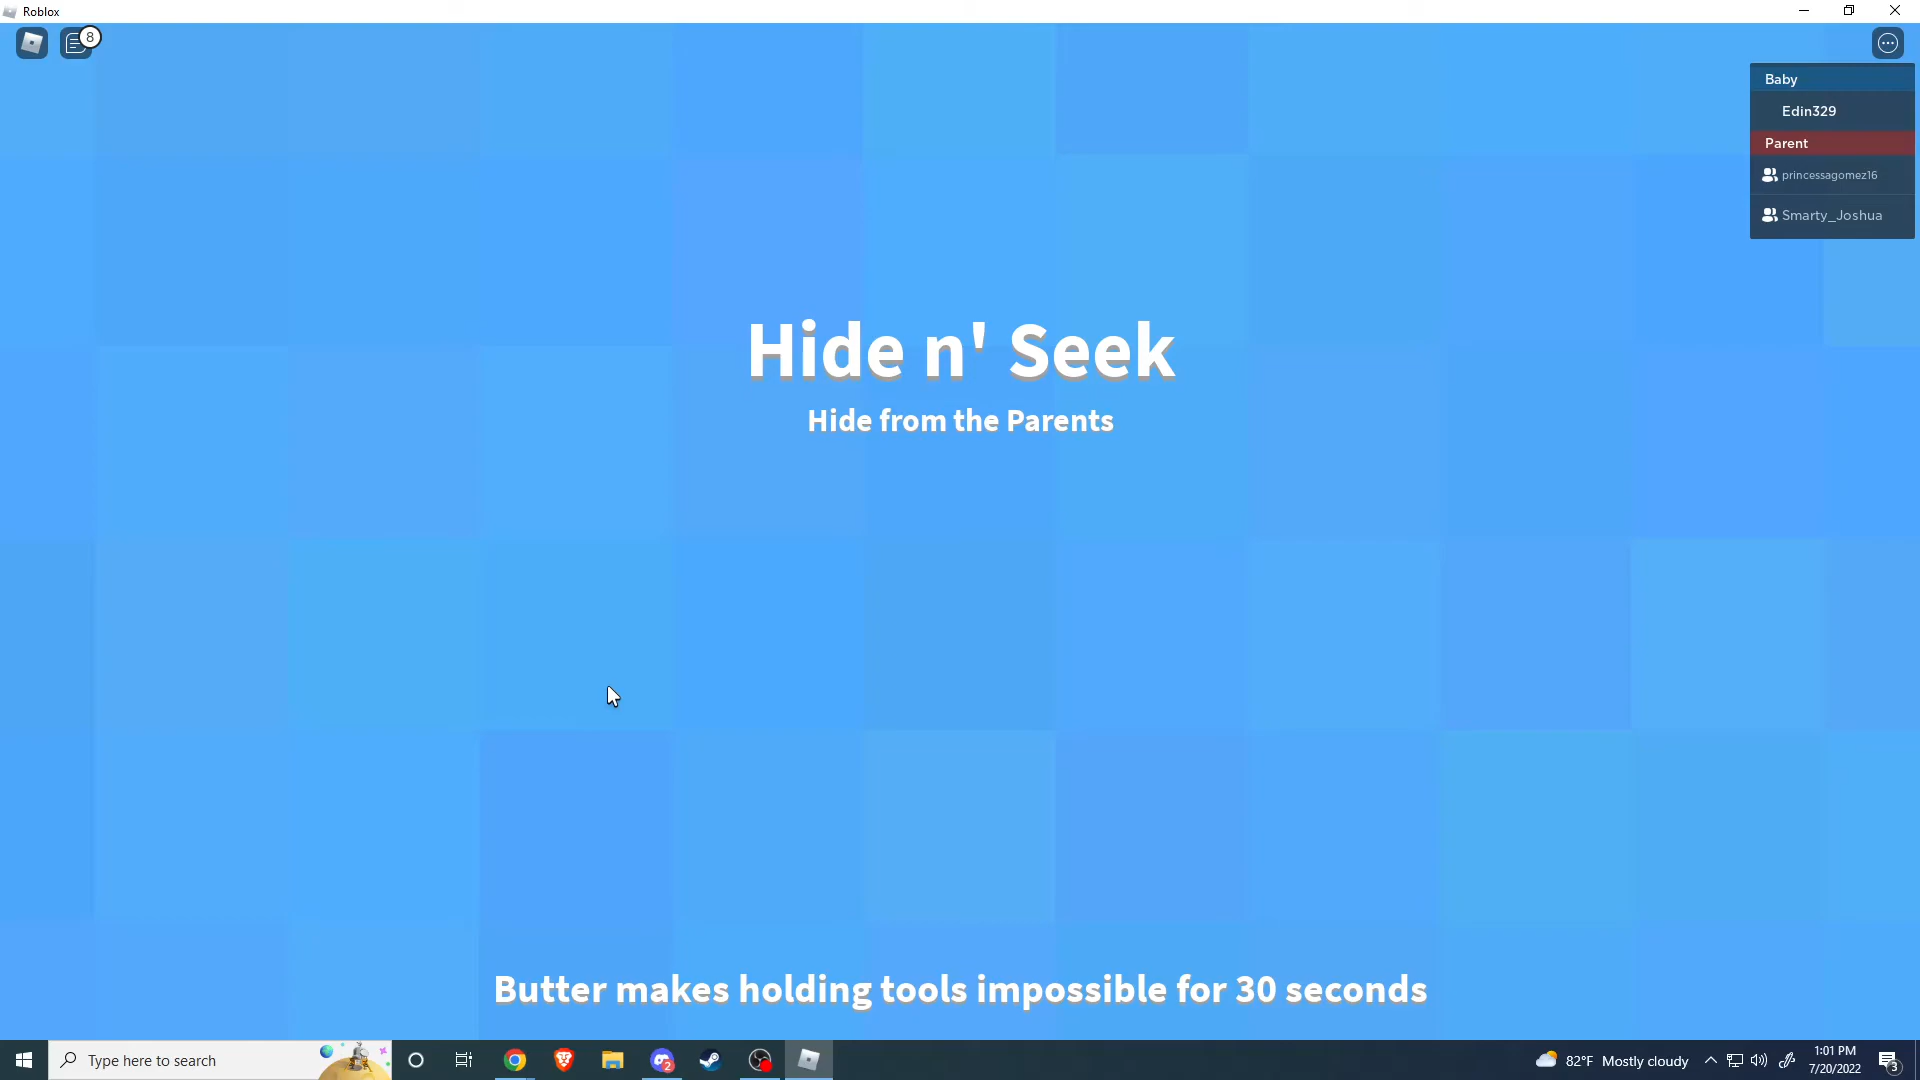 Roblox
8
Baby
Edin329
Parent
princessagomez16
Smarty_Joshua
Hide n' Seek
Hide from the Parents
Butter makes holding tools impossible for 30 seconds
Type here to search
2
82°F Mostly cloudy
1:01 PM
7/20/2022
3